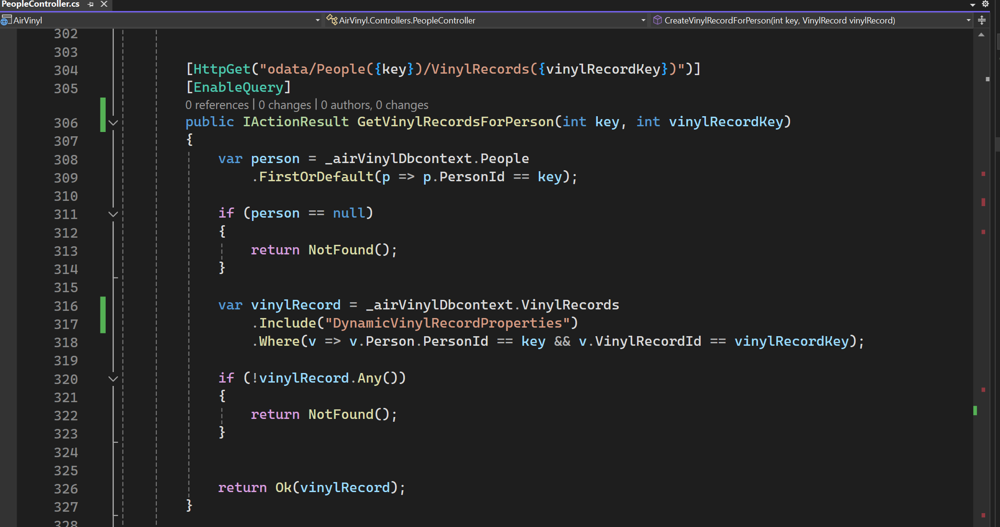 PeopleController.cs
AirVinyl AirVinyl.Controllers.PeopleController CreateVinylRecordForPerson(int key, VinylRecord vinylRecord)
302
303
304 [HttpGet("odata/People({key})/VinylRecords({vinylRecordKey})")]
305 [EnableQuery]
0 references | 0 changes | 0 authors, 0 changes
306 public IActionResult GetVinylRecordsForPerson(int key, int vinylRecordKey)
307 {
308 var person = _airVinylDbcontext.People
309 .FirstOrDefault(p => p.PersonId == key);
310
311 if (person == null)
312 {
313 return NotFound();
314 }
315
316 var vinylRecord = _airVinylDbcontext.VinylRecords
317 .Include("DynamicVinylRecordProperties")
318 .Where(v => v.Person.PersonId == key && v.VinylRecordId == vinylRecordKey);
319
320 if (!vinylRecord.Any())
321 {
322 return NotFound();
323 }
324
325
326 return Ok(vinylRecord);
327 }
328